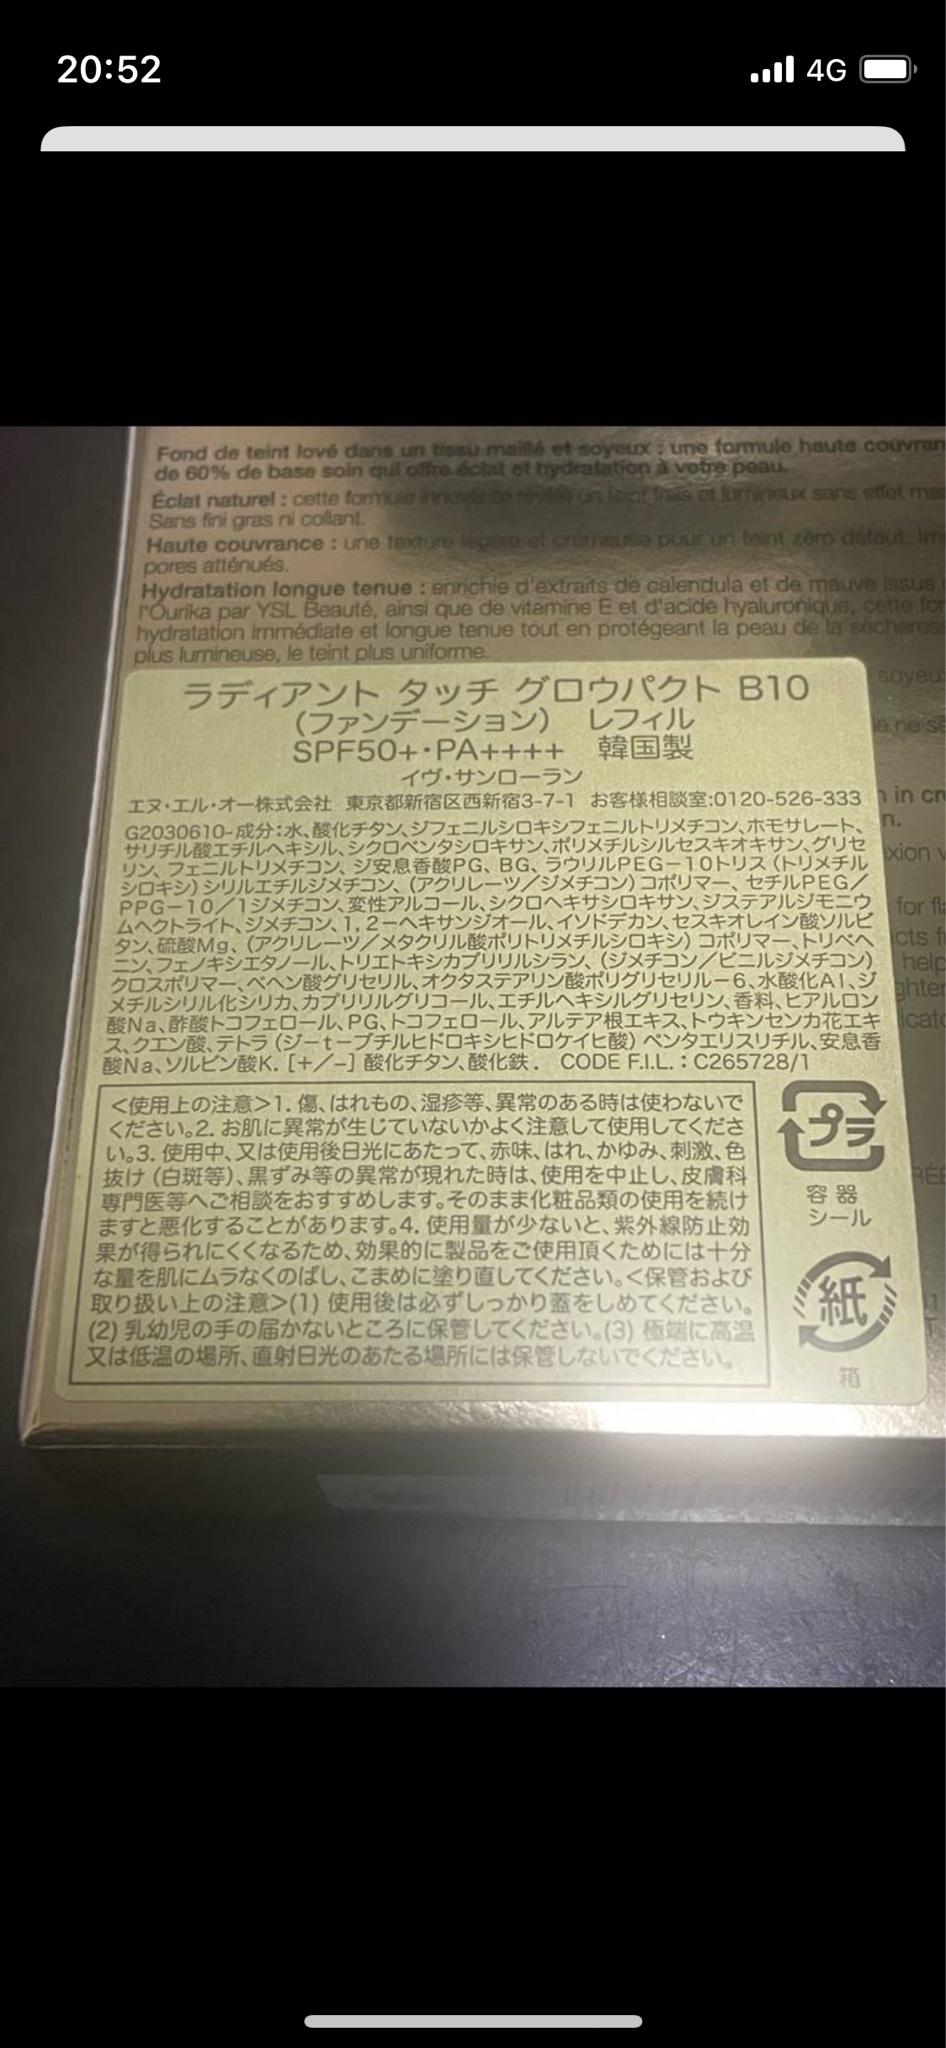 20:52
4G
Fond de teint lové dans un tissu maillé et soyeux : une formule haute couvran
de 60% de base soin qui offre éclat et hydratation à votre peau.
Éclat naturel : cette formule innovante révèle un teint frais et lumineux sans effet ma
Sans fini gras ni collant.
Haute couvrance : une texture légère et crémeuse pour un teint zéro défaut. Im
pores atténués.
Hydratation longue tenue : enrichie d'extraits de calendula et de mauve issus
l'Ourika par YSL Beauté, ainsi que de vitamine E et d'acide hyaluronique, cette for
hydratation immédiate et longue tenue tout en protégeant la peau de la sécheres
plus lumineuse, le teint plus uniforme.
soyeu
ne s
n in cr
n.
xion
for fl
cts f
help
ghter
icat
ラディアント タッチ グロウパクト B10
(ファンデーション) レフィル
SPF50+・PA++++ 韓国製
イヴ・サンローラン
エヌ・エル・オー株式会社 東京都新宿区西新宿3-7-1 お客様相談室:0120-526-333
G2030610-成分:水、酸化チタン、ジフェニルシロキシフェニルトリメチコン、ホモサレート、
サリチル酸エチルヘキシル、シクロペンタシロキサン、ポリメチルシルセスキオキサン、グリセ
リン、フェニルトリメチコン、ジ安息香酸PG、BG、ラウリルPEG-10トリス(トリメチル
シロキシ)シリルエチルジメチコン、(アクリレーツ/ジメチコン)コポリマー、セチルPEG/
PPG-10/1ジメチコン、変性アルコール、シクロヘキサシロキサン、ジステアルジモニウ
ムヘクトライト、ジメチコン、1,2-ヘキサンジオール、イソドデカン、セスキオレイン酸ソルビ
タン、硫酸Mg、(アクリレーツ/メタクリル酸ポリトリメチルシロキシ)コポリマー、トリベヘ
ニン、フェノキシエタノール、トリエトキシカプリリルシラン、(ジメチコン/ビニルジメチコン)
クロスポリマー、ベヘン酸グリセリル、オクタステアリン酸ポリグリセリル-6、水酸化Al、ジ
メチルシリル化シリカ、カプリリルグリコール、エチルヘキシルグリセリン、香料、ヒアルロン
酸Na、酢酸トコフェロール、PG、トコフェロール、アルテア根エキス、トウキンセンカ花エキ
ス、クエン酸、テトラ(ジ-t-ブチルヒドロキシヒドロケイヒ酸)ペンタエリスリチル、安息香
酸Na、ソルビン酸K. [+/-] 酸化チタン、酸化鉄. CODE F.I.L. : C265728/1
<使用上の注意>1. 傷、はれもの、湿疹等、異常のある時は使わないで
ください。2. お肌に異常が生じていないかよく注意して使用してくださ
い。3. 使用中、又は使用後日光にあたって、赤味、はれ、かゆみ、刺激、色
抜け(白斑等)、黒ずみ等の異常が現れた時は、使用を中止し、皮膚科
専門医等へご相談をおすすめします。そのまま化粧品類の使用を続け
ますと悪化することがあります。4. 使用量が少ないと、紫外線防止効
果が得られにくくなるため、効果的に製品をご使用頂くためには十分
な量を肌にムラなくのばし、こまめに塗り直してください。<保管および
取り扱い上の注意>(1) 使用後は必ずしっかり蓋をしめてください。
(2) 乳幼児の手の届かないところに保管してください。(3) 極端に高温
又は低温の場所、直射日光のあたる場所には保管しないでください。
プラ
容器
シール
紙
箱